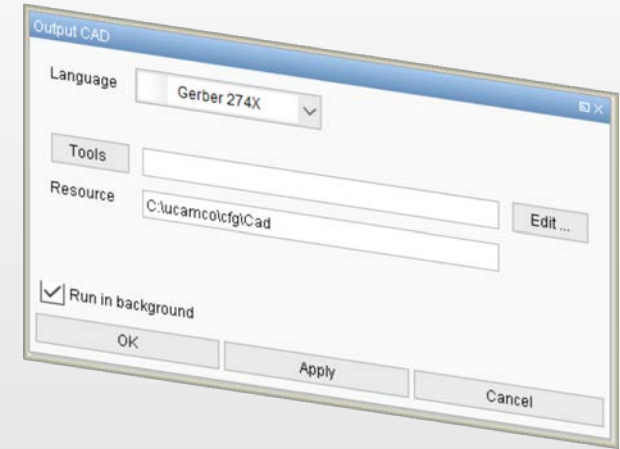 Output CAD
Language
Gerber 274X
Tools
Edit ...
Resource
C:\ucamco\cfg\Cad
Run in background
OK
Apply
Cancel